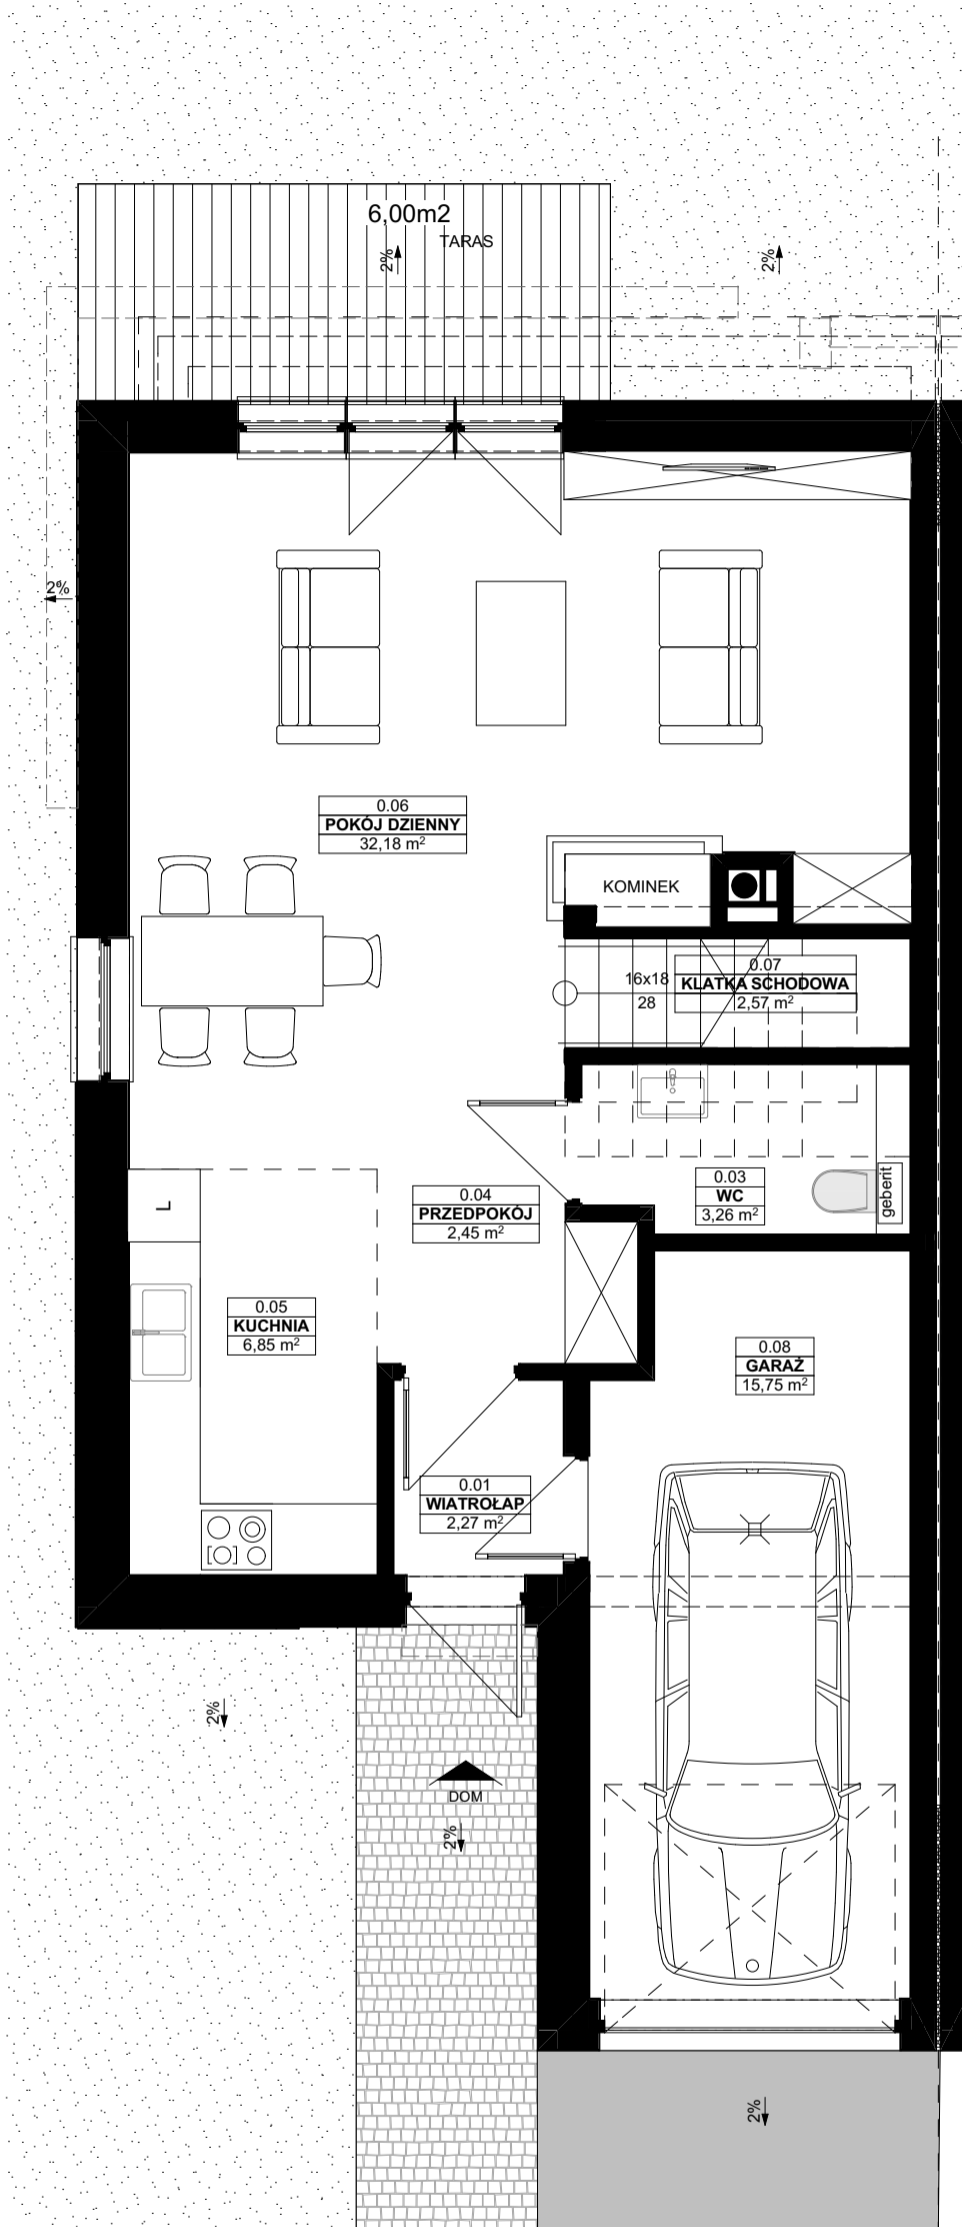 6,00m2
TARAS
2%
2%
2%
0.06
POKÓJ DZIENNY
32,18 m²
KOMINEK
16x18
28
0.07
KLATKA SCHODOWA
2,57 m²
0.03
WC
3,26 m²
geberit
L
0.04
PRZEDPOKÓJ
2,45 m²
0.05
KUCHNIA
6,85 m²
0.08
GARAŻ
15,75 m²
0.01
WIATROŁAP
2,27 m²
2%
DOM
2%
2%